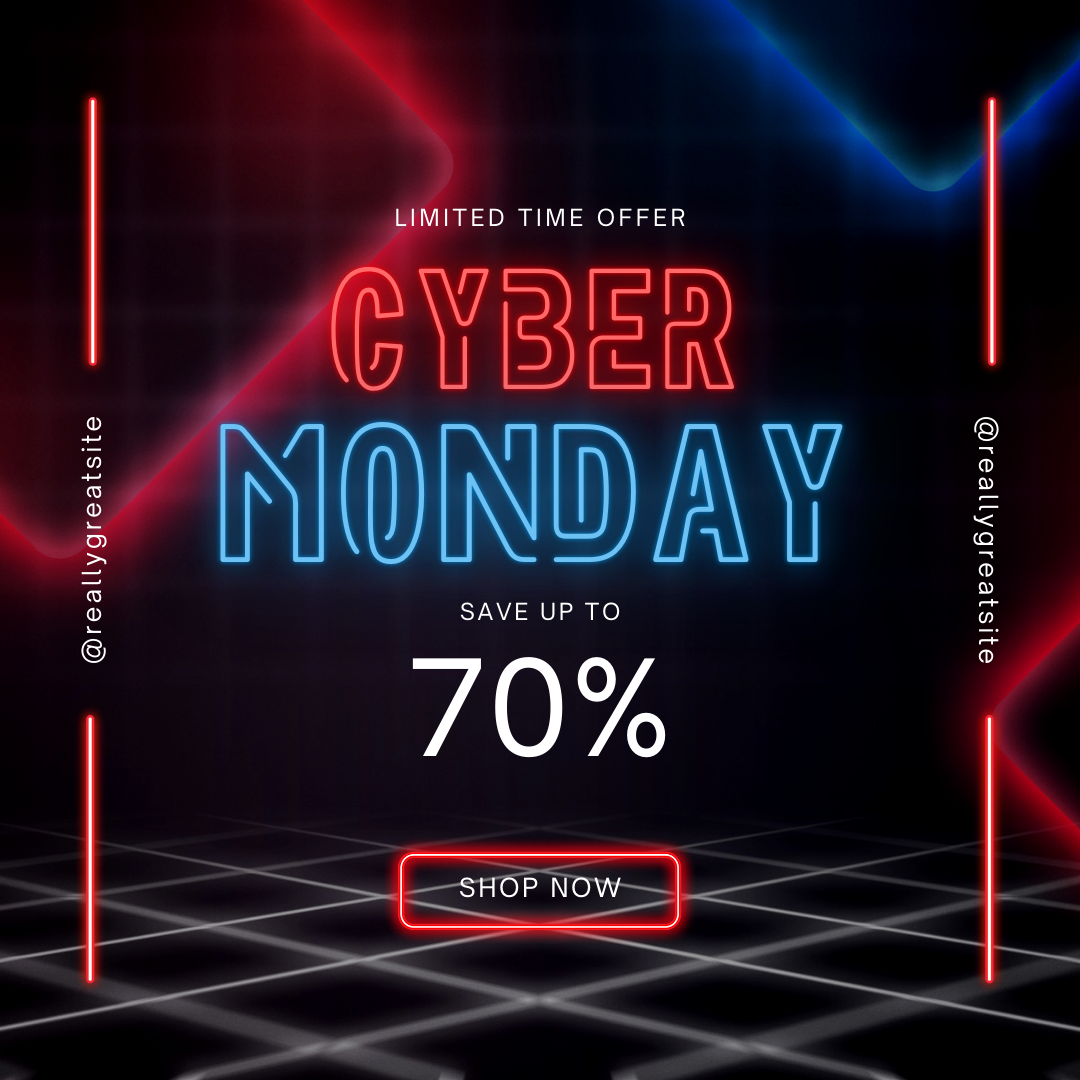 LIMITED TIME OFFER
CYBER
MONDAY
@reallygreatsite
@reallygreatsite
SAVE UP TO
70%
SHOP NOW